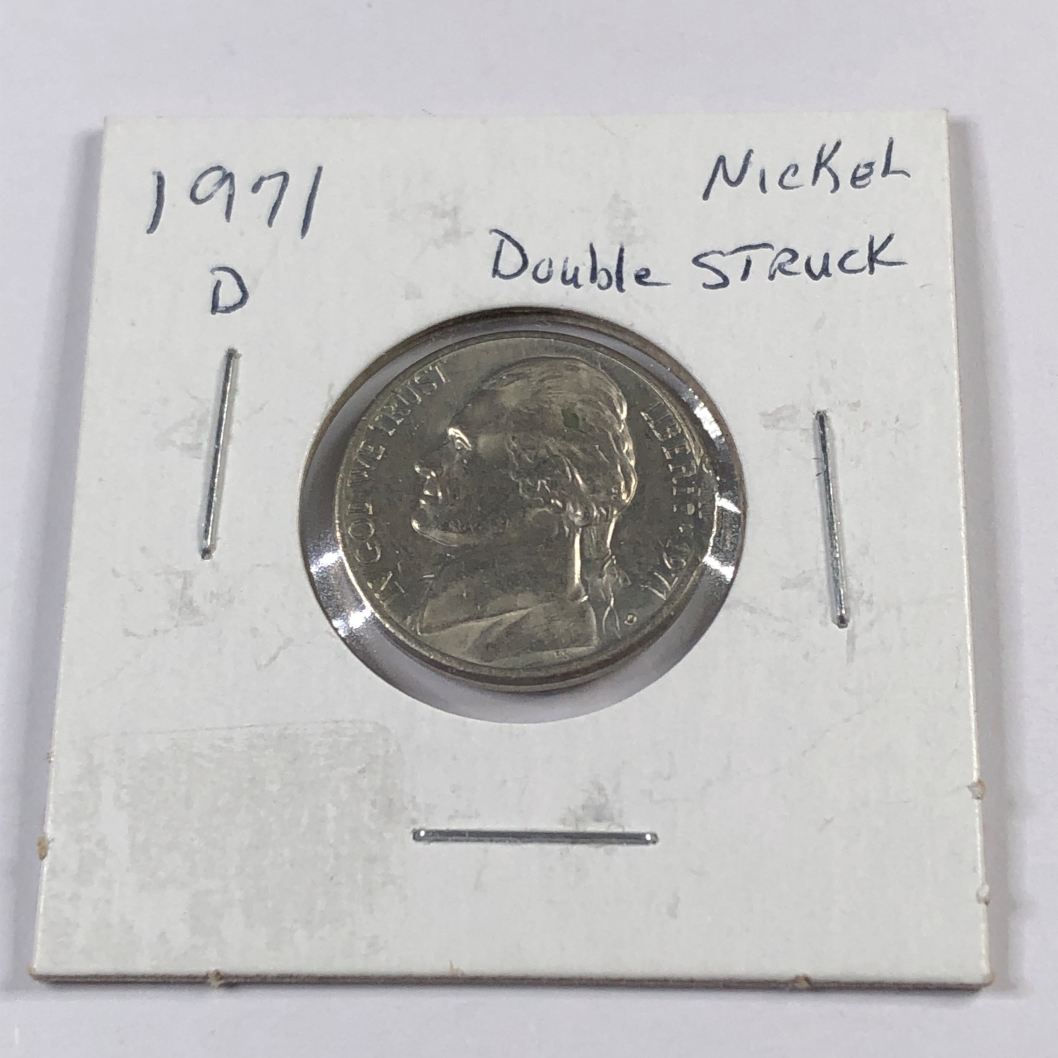 1971
D
Nickel
Double STRUCK
IN GOD WE TRUST
LIBERTY
1971
D